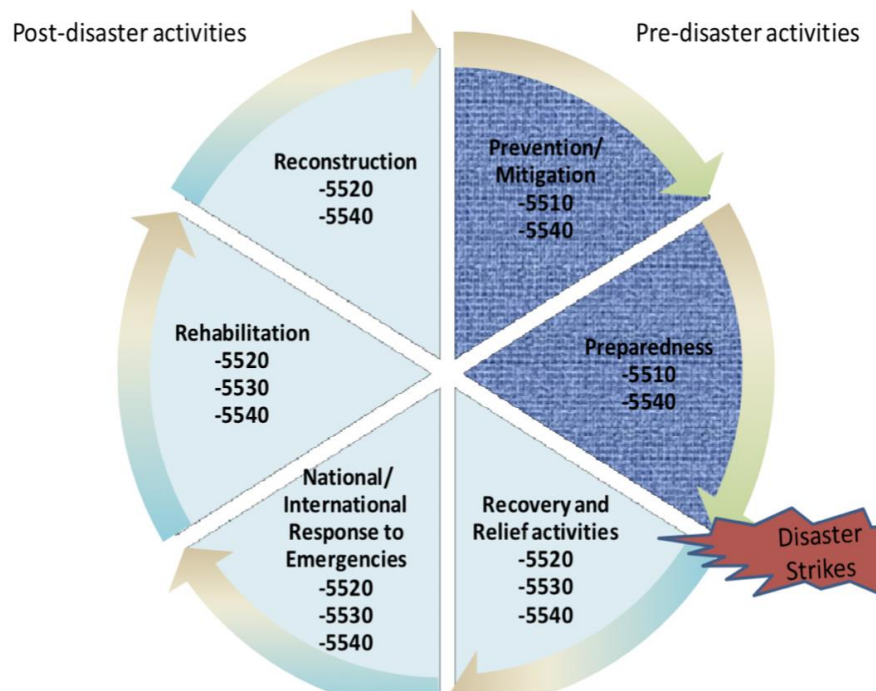 Post-disaster activities
Pre-disaster activities
Prevention/
Mitigation
-5510
-5540
Preparedness
-5510
-5540
Disaster
Strikes
Recovery and
Relief activities
-5520
-5530
-5540
National/
International
Response to
Emergencies
-5520
-5530
-5540
Rehabilitation
-5520
-5530
-5540
Reconstruction
-5520
-5540